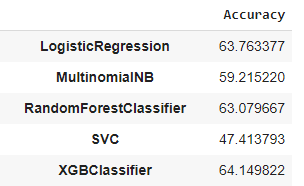 Accuracy
LogisticRegression 63.763377
MultinomialNB 59.215220
RandomForestClassifier 63.079667
SVC 47.413793
XGBClassifier 64.149822